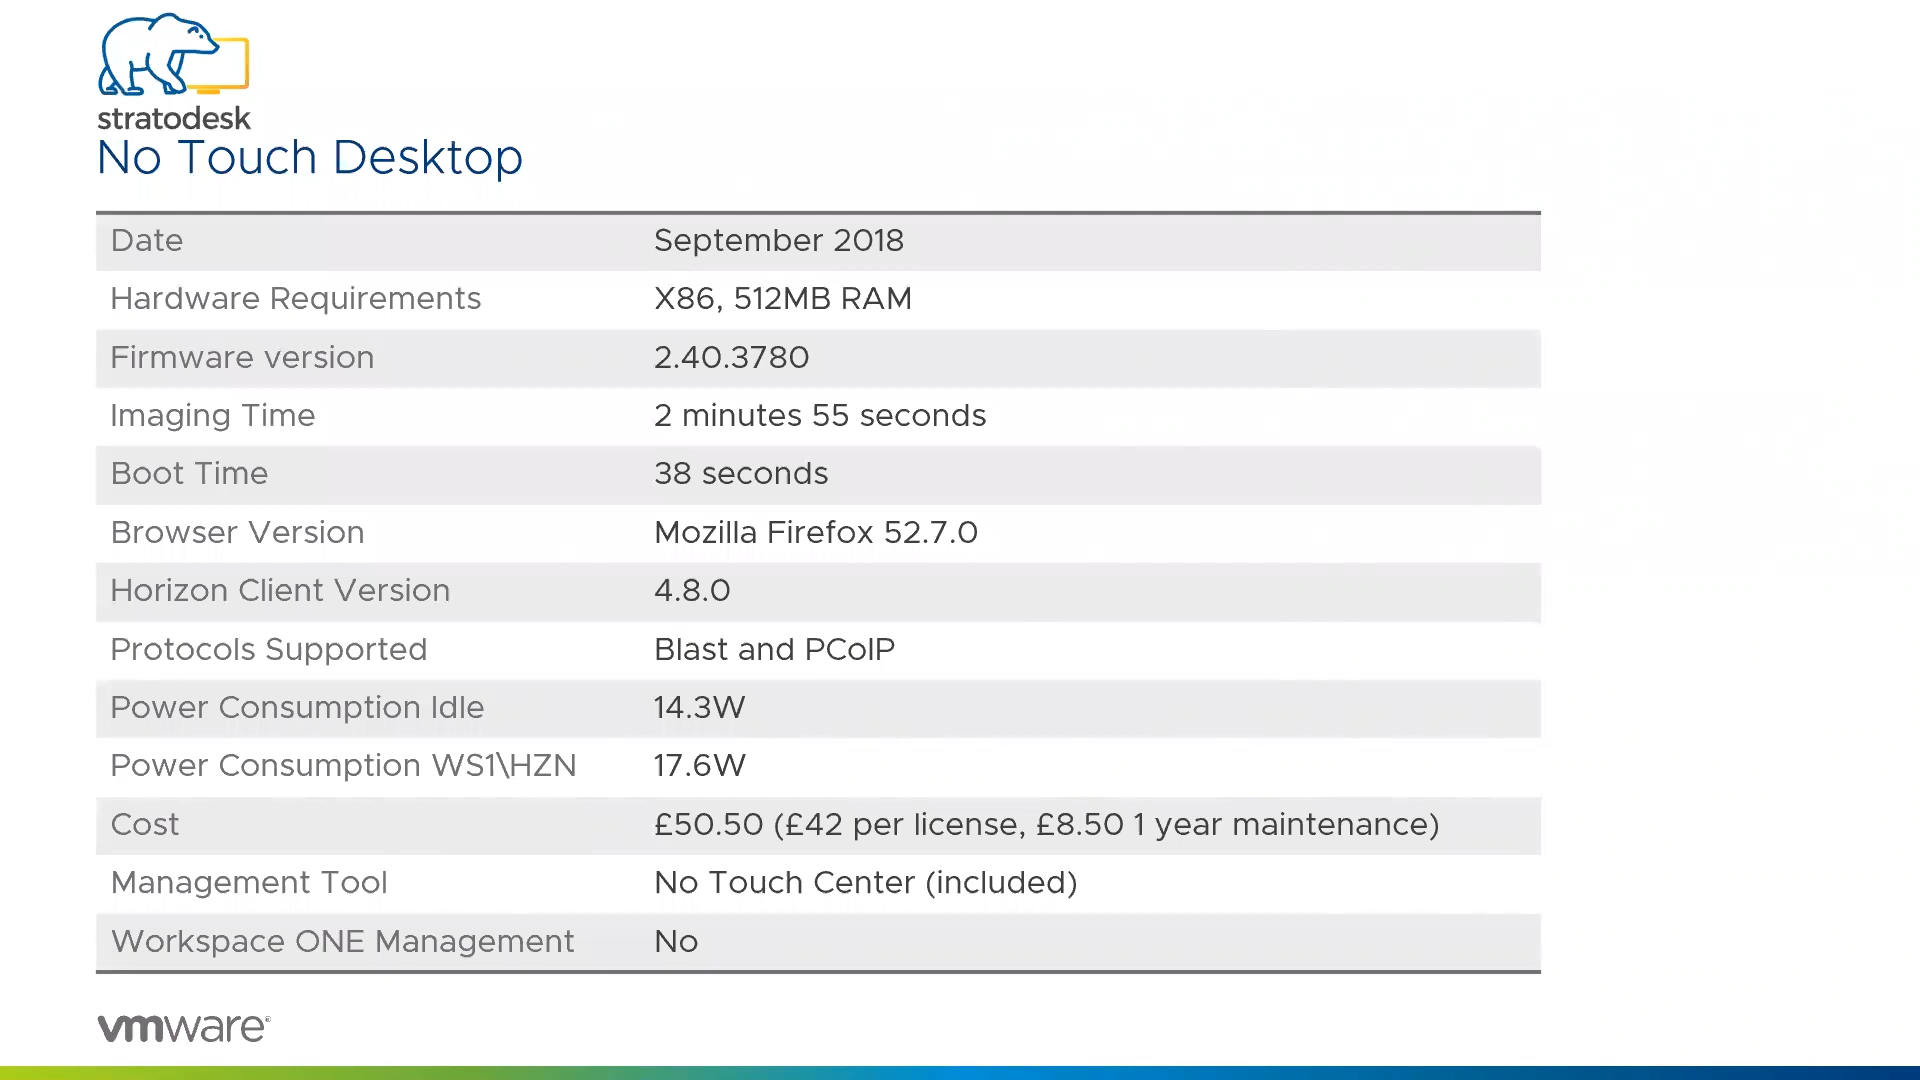 stratodesk
No Touch Desktop
Date September 2018
Hardware Requirements X86, 512MB RAM
Firmware version 2.40.3780
Imaging Time 2 minutes 55 seconds
Boot Time 38 seconds
Browser Version Mozilla Firefox 52.7.0
Horizon Client Version 4.8.0
Protocols Supported Blast and PCoIP
Power Consumption Idle 14.3W
Power Consumption WS1\HZN 17.6W
Cost £50.50 (£42 per license, £8.50 1 year maintenance)
Management Tool No Touch Center (included)
Workspace ONE Management No
vmware®